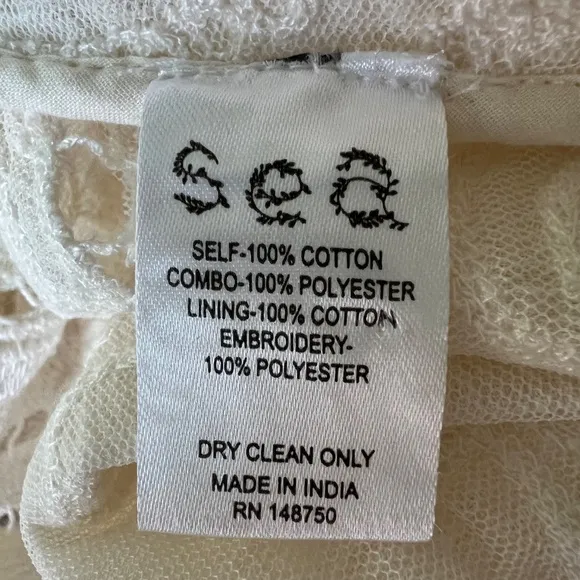 SELF-100% COTTON
COMBO-100% POLYESTER
LINING-100% COTTON
EMBROIDERY-
100% POLYESTER
DRY CLEAN ONLY
MADE IN INDIA
RN 148750